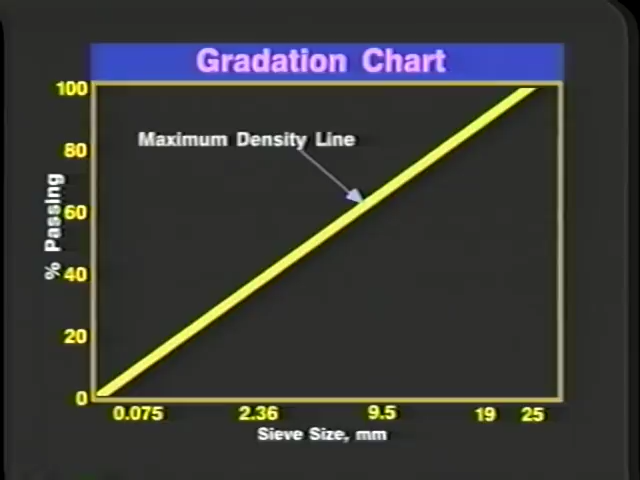 Gradation Chart
100
Maximum Density Line
80
60
% Passing
40
20
0
0.075 2.36 9.5 19 25
Sieve Size, mm